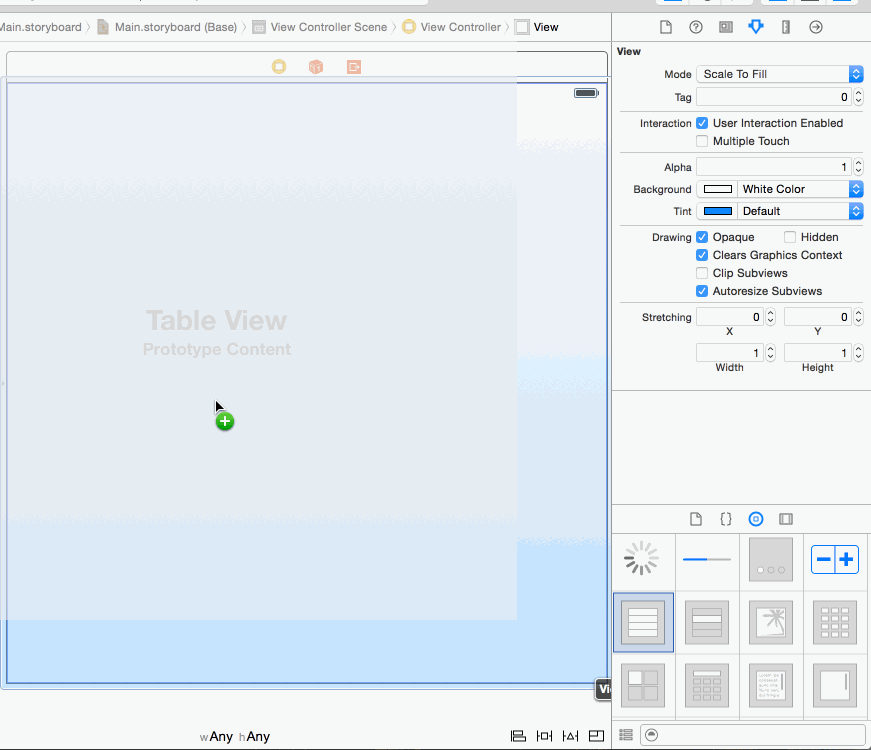 Main.storyboard Main.storyboard (Base) View Controller Scene View Controller View
View
Mode Scale To Fill
Tag 0
Interaction User Interaction Enabled
Multiple Touch
Alpha 1
Background White Color
Tint Default
Drawing Opaque Hidden
Clears Graphics Context
Clip Subviews
Autoresize Subviews
Stretching 0 0
X Y
1 1
Width Height
Table View
Prototype Content
wAny hAny